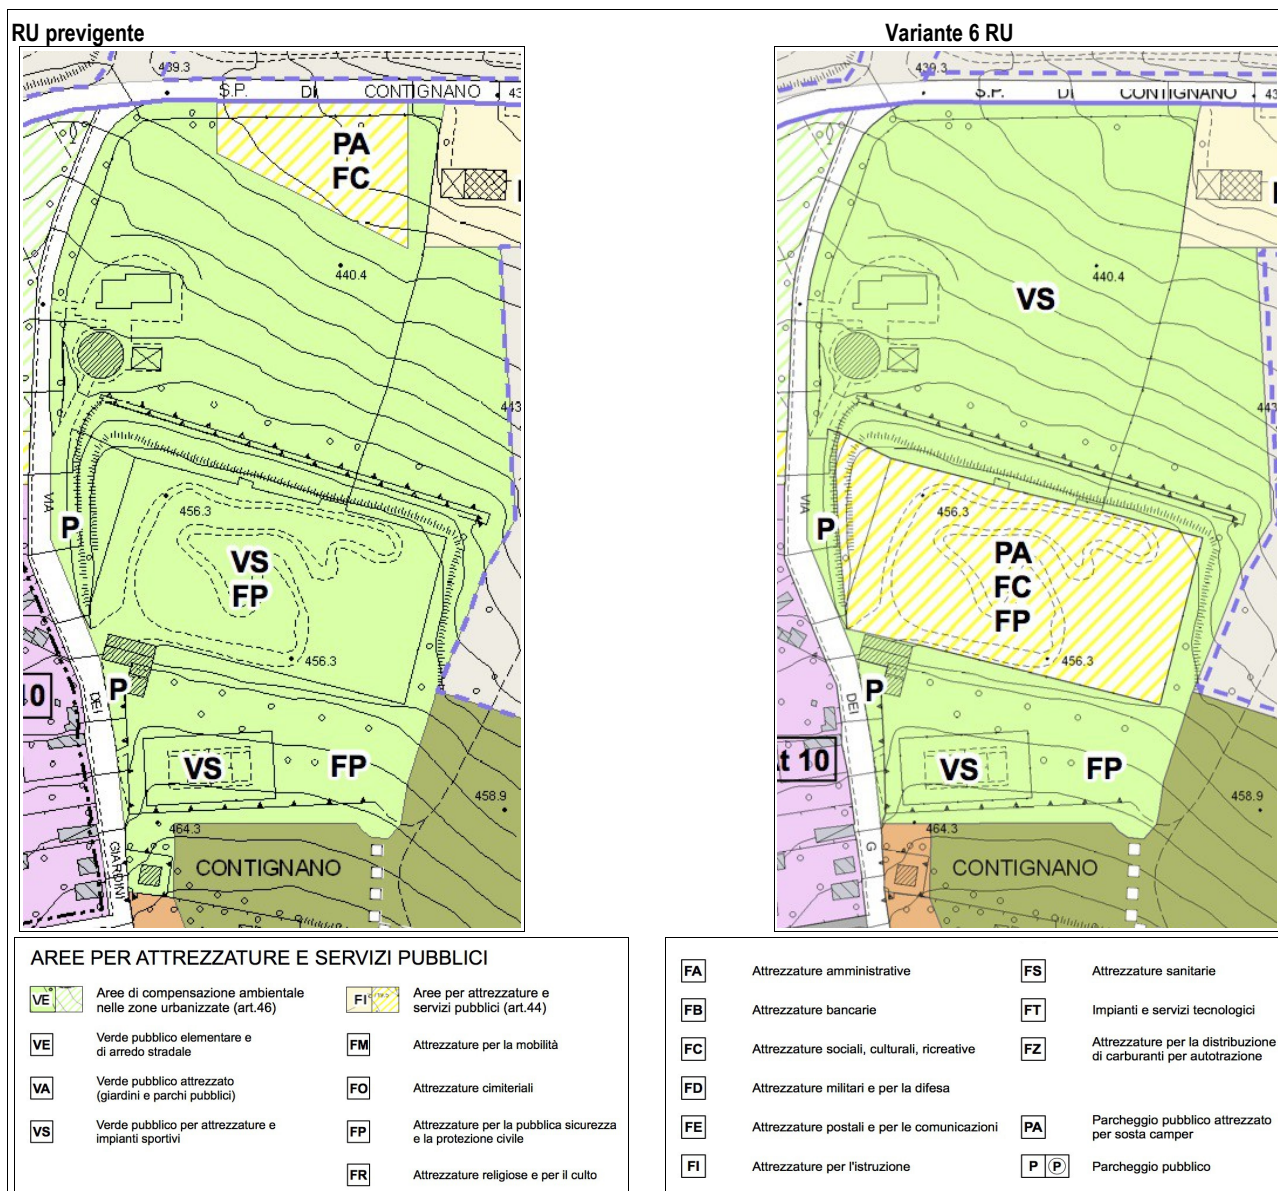 RU previgente
439.3
S.P. DI CONTIGNANO
43
PA
FC
440.4
443
VIA
P
456.3
VS
FP
456.3
P
DEI
10
VS
FP
458.9
464.3
GIARDINI
CONTIGNANO
Variante 6 RU
439.3
S.P. DI CONTIGNANO
43
440.4
VS
443
VIA
P
456.3
PA
FC
FP
456.3
P
DEI
t 10
VS
FP
458.9
464.3
G
CONTIGNANO
AREE PER ATTREZZATURE E SERVIZI PUBBLICI
VE Aree di compensazione ambientale
nelle zone urbanizzate (art.46)
VE Verde pubblico elementare e
di arredo stradale
VA Verde pubblico attrezzato
(giardini e parchi pubblici)
VS Verde pubblico per attrezzature e
impianti sportivi
FI Aree per attrezzature e
servizi pubblici (art.44)
FM Attrezzature per la mobilità
FO Attrezzature cimiteriali
FP Attrezzature per la pubblica sicurezza
e la protezione civile
FR Attrezzature religiose e per il culto
FA Attrezzature amministrative
FB Attrezzature bancarie
FC Attrezzature sociali, culturali, ricreative
FD Attrezzature militari e per la difesa
FE Attrezzature postali e per le comunicazioni
FI Attrezzature per l'istruzione
FS Attrezzature sanitarie
FT Impianti e servizi tecnologici
FZ Attrezzature per la distribuzione
di carburanti per autotrazione
PA Parcheggio pubblico attrezzato
per sosta camper
P P Parcheggio pubblico